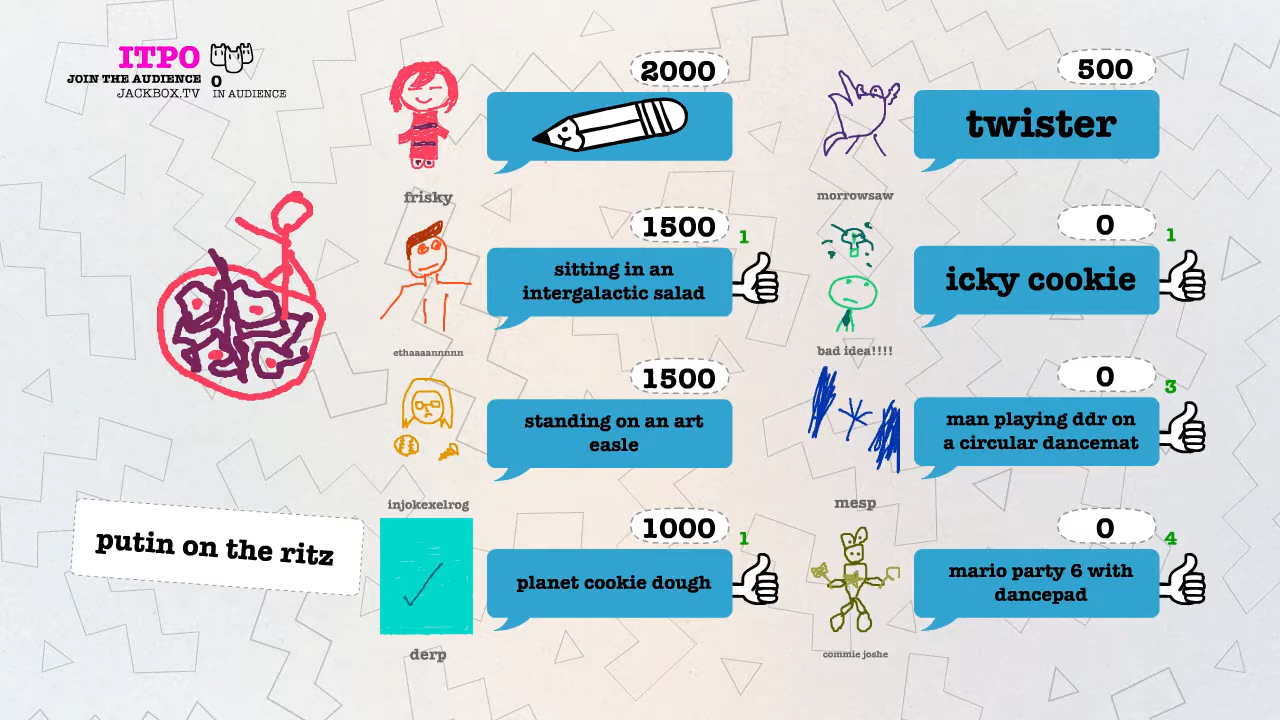 ITPO
JOIN THE AUDIENCE
JACKBOX.TV
0
IN AUDIENCE
putin on the ritz
2000
frisky
1500
1
sitting in an
intergalactic salad
ethaaaannnnn
1500
standing on an art
easle
injokexelrog
1000
1
planet cookie dough
derp
500
twister
morrowsaw
0
1
icky cookie
bad idea!!!!
0
3
man playing ddr on
a circular dancemat
mesp
0
4
mario party 6 with
dancepad
commie joshe